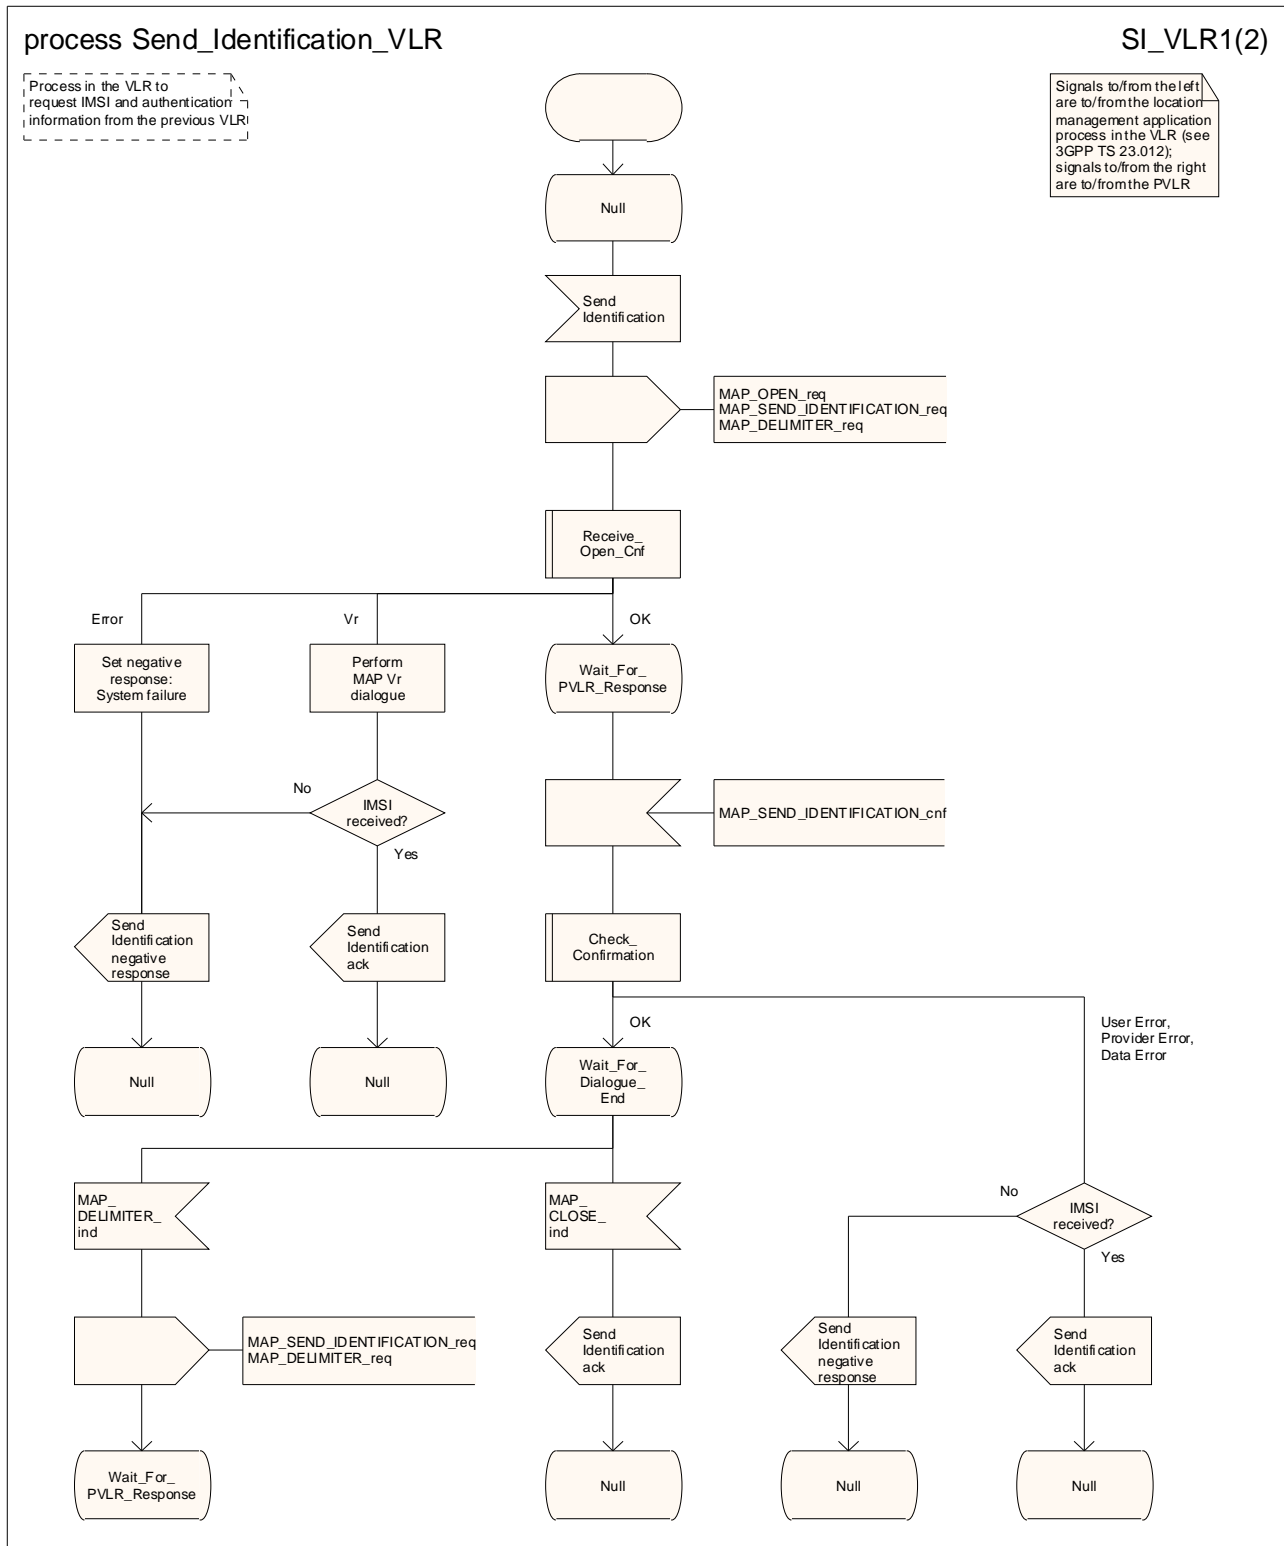 process Send_Identification_VLR
SI_VLR1(2)
Process in the VLR to
request IMSI and authentication
information from the previous VLR
Signals to/from the left
are to/from the location
management application
process in the VLR (see
3GPP TS 23.012);
signals to/from the right
are to/from the PVLR
Null
Send
Identification
MAP_OPEN_req
MAP_SEND_IDENTIFICATION_req
MAP_DELIMITER_req
Receive_
Open_Cnf
Error
Vr
OK
Set negative
response:
System failure
Perform
MAP Vr
dialogue
Wait_For_
PVLR_Response
No
IMSI
received?
Yes
MAP_SEND_IDENTIFICATION_cnf
Send
Identification
negative
response
Send
Identification
ack
Check_
Confirmation
OK
User Error,
Provider Error,
Data Error
Null
Null
Wait_For_
Dialogue_
End
MAP_
DELIMITER_
ind
MAP_
CLOSE_
ind
No
IMSI
received?
Yes
MAP_SEND_IDENTIFICATION_req
MAP_DELIMITER_req
Send
Identification
ack
Send
Identification
negative
response
Send
Identification
ack
Wait_For_
PVLR_Response
Null
Null
Null